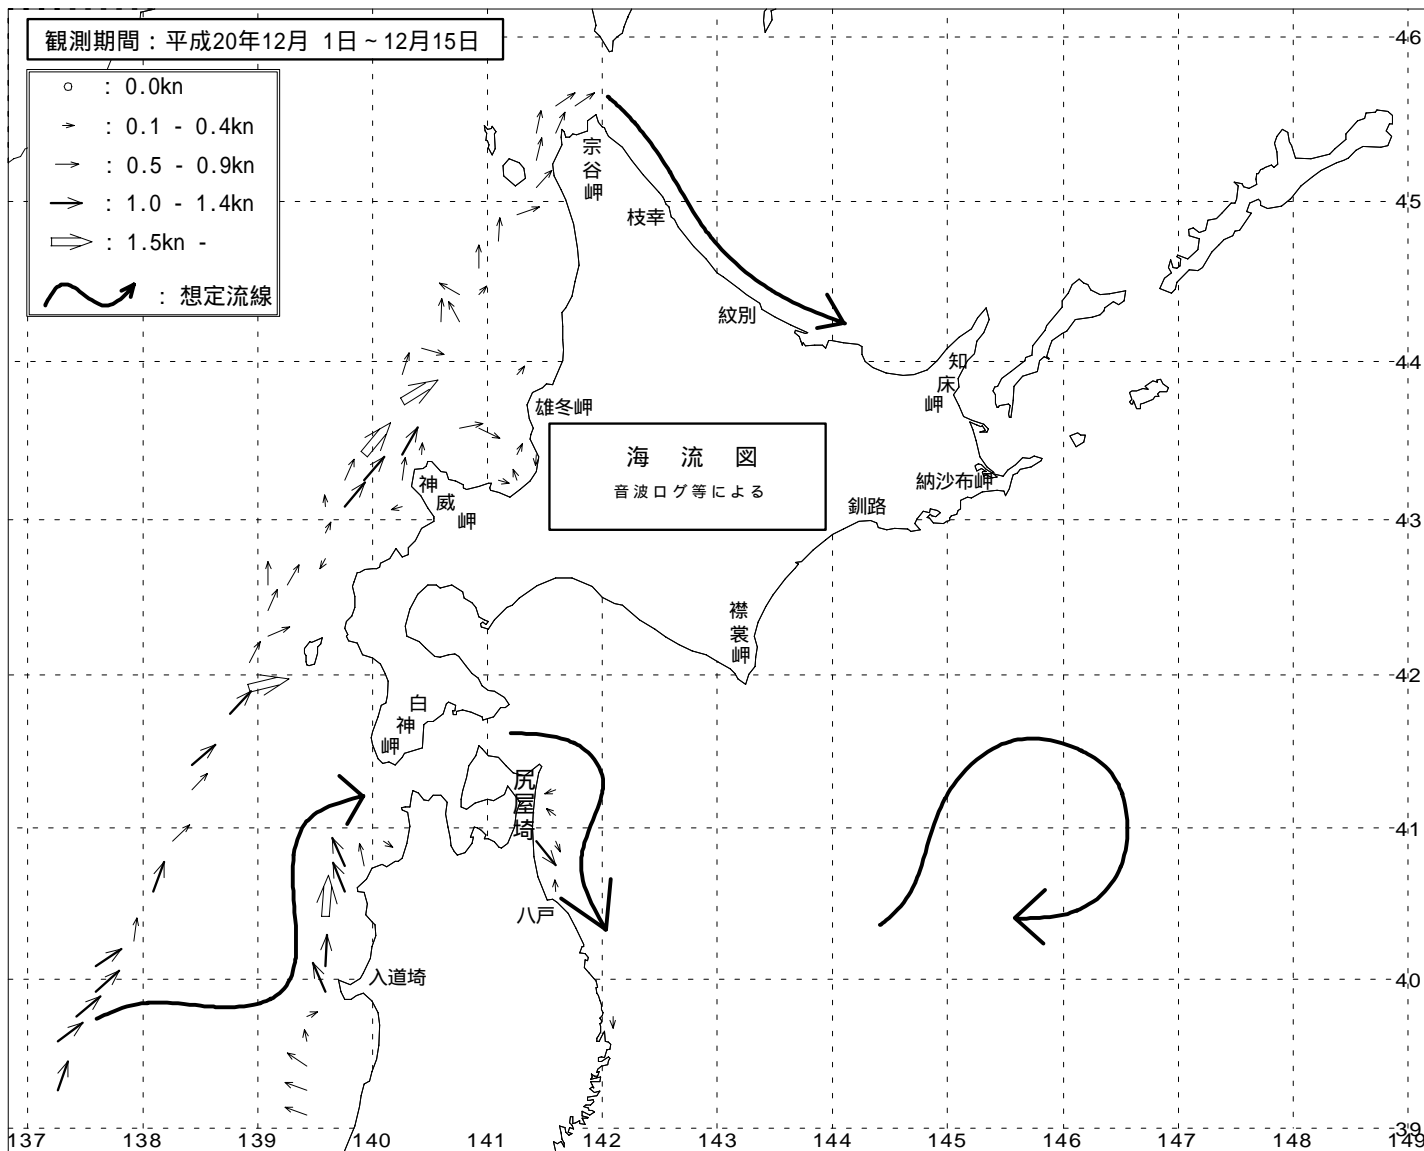 観測期間：平成20年12月 1日～12月15日
○ : 0.0kn
: 0.1 - 0.4kn
: 0.5 - 0.9kn
: 1.0 - 1.4kn
: 1.5kn -
: 想定流線
宗谷岬
枝幸
紋別
知床岬
雄冬岬
海 流 図
音波ログ等による
納沙布岬
釧路
神威岬
襟裳岬
白神岬
尻屋埼
八戸
入道埼
46
45
44
43
42
41
40
39
137 138 139 140 141 142 143 144 145 146 147 148 149